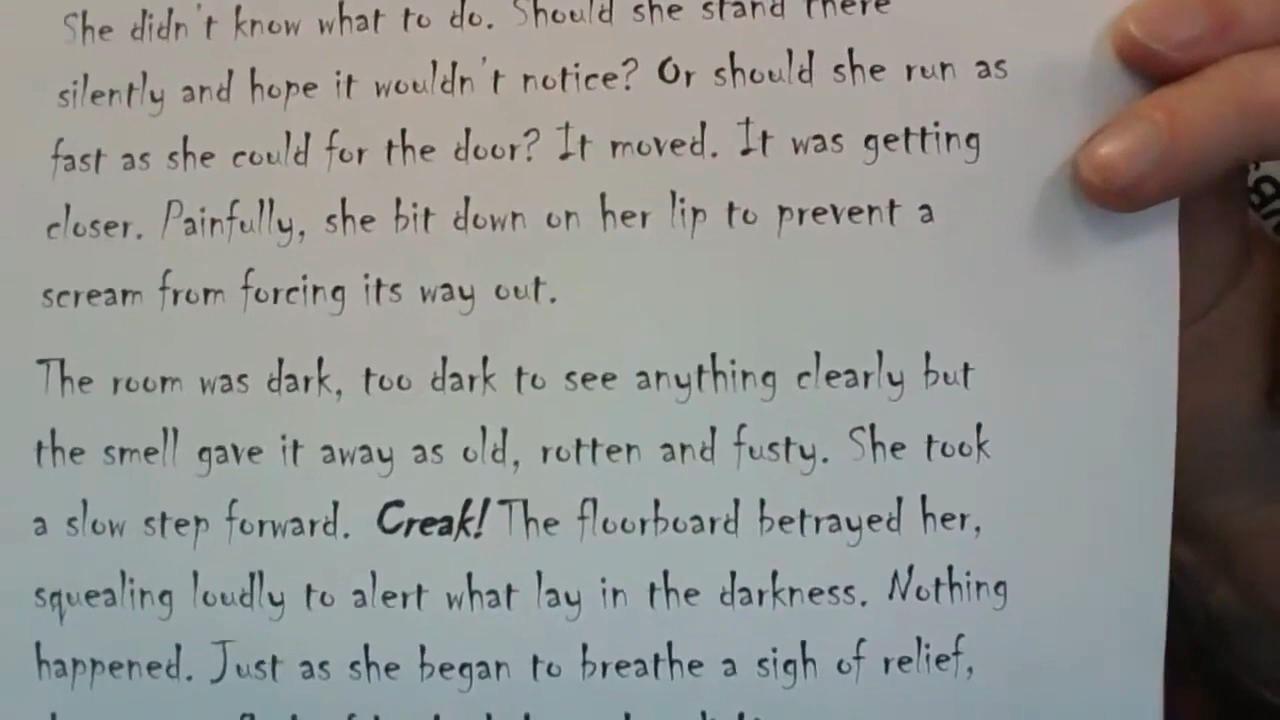 She didn't know what to do. Should she stand there
silently and hope it wouldn't notice? Or should she run as
fast as she could for the door? It moved. It was getting
closer. Painfully, she bit down on her lip to prevent a
scream from forcing its way out.
The room was dark, too dark to see anything clearly but
the smell gave it away as old, rotten and fusty. She took
a slow step forward. Creak! The floorboard betrayed her,
squealing loudly to alert what lay in the darkness. Nothing
happened. Just as she began to breathe a sigh of relief,